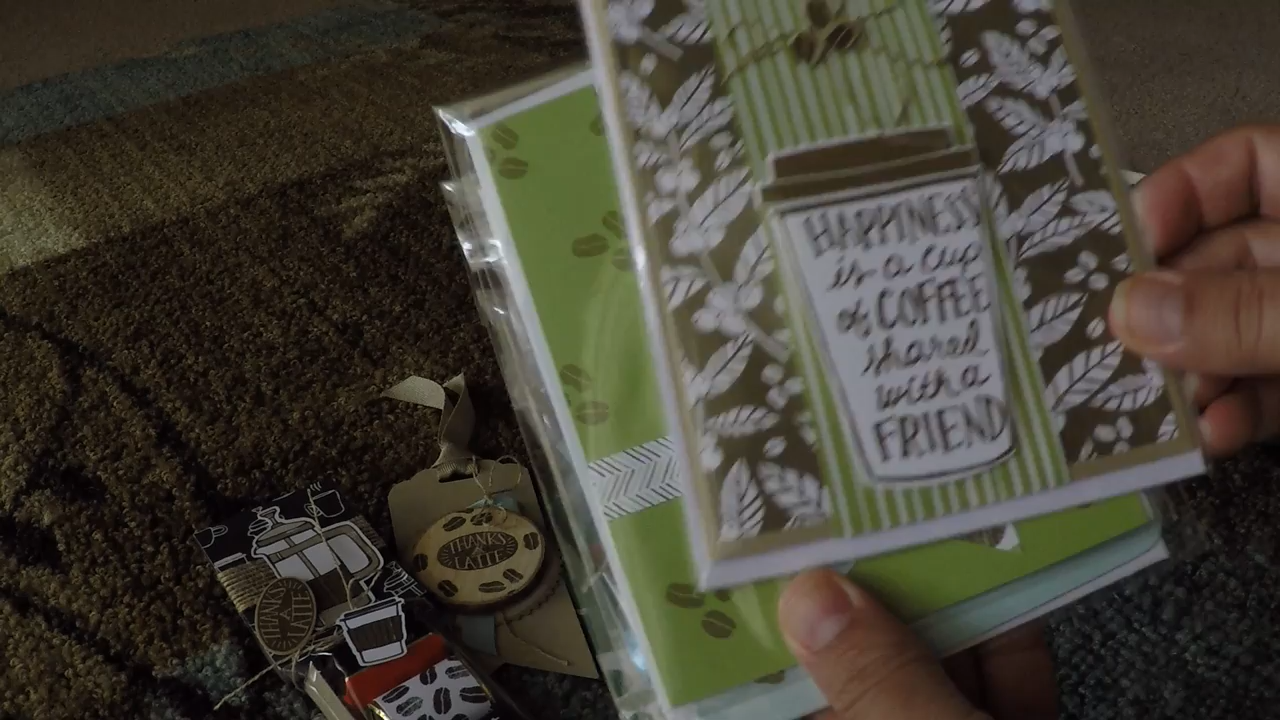 HAPPINESS
is a cup
of COFFEE
shared
with a
FRIEND
THANKS
A
LATTE
THANKS
A
LATTE